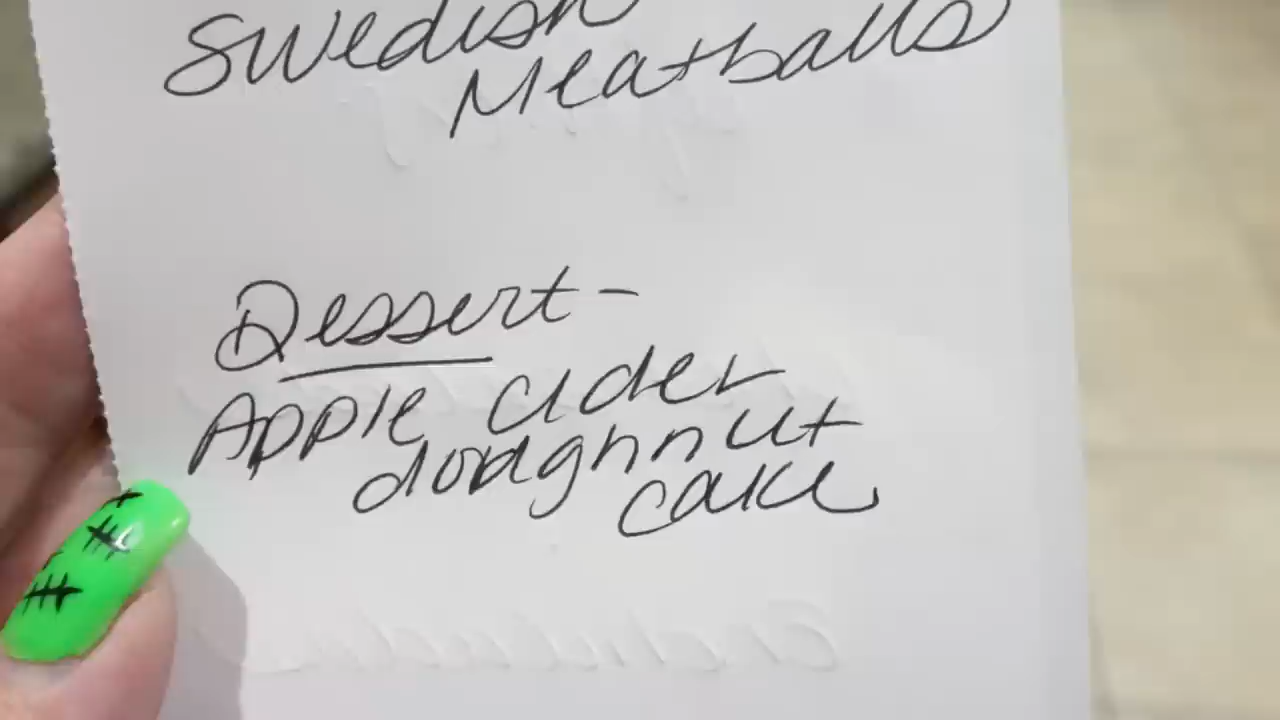 Swedish
Meatballs
Dessert-
Apple cider
doughnut
cake